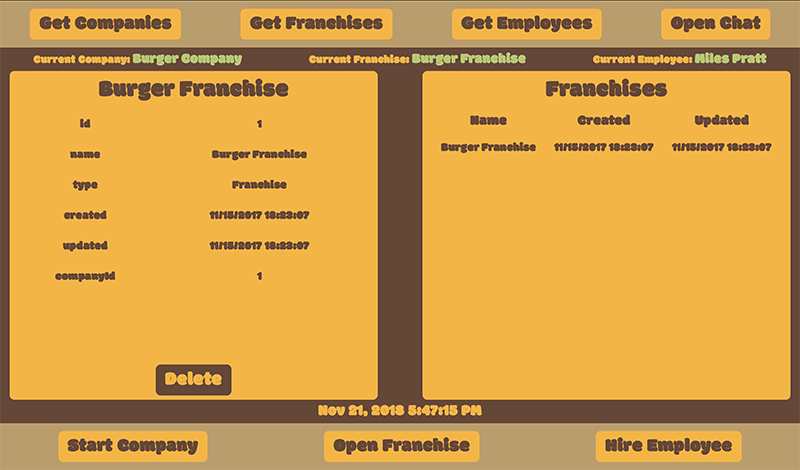 Get Companies Get Franchises Get Employees Open Chat
Current Company: Burger Company Current Franchise: Burger Franchise Current Employee: Miles Pratt
Burger Franchise
id 1
name Burger Franchise
type Franchise
created 11/15/2017 18:23:07
updated 11/15/2017 18:23:07
companyId 1
Delete
Franchises
Name Created Updated
Burger Franchise 11/15/2017 18:23:07 11/15/2017 18:23:07
Nov 21, 2018 5:47:15 PM
Start Company Open Franchise Hire Employee